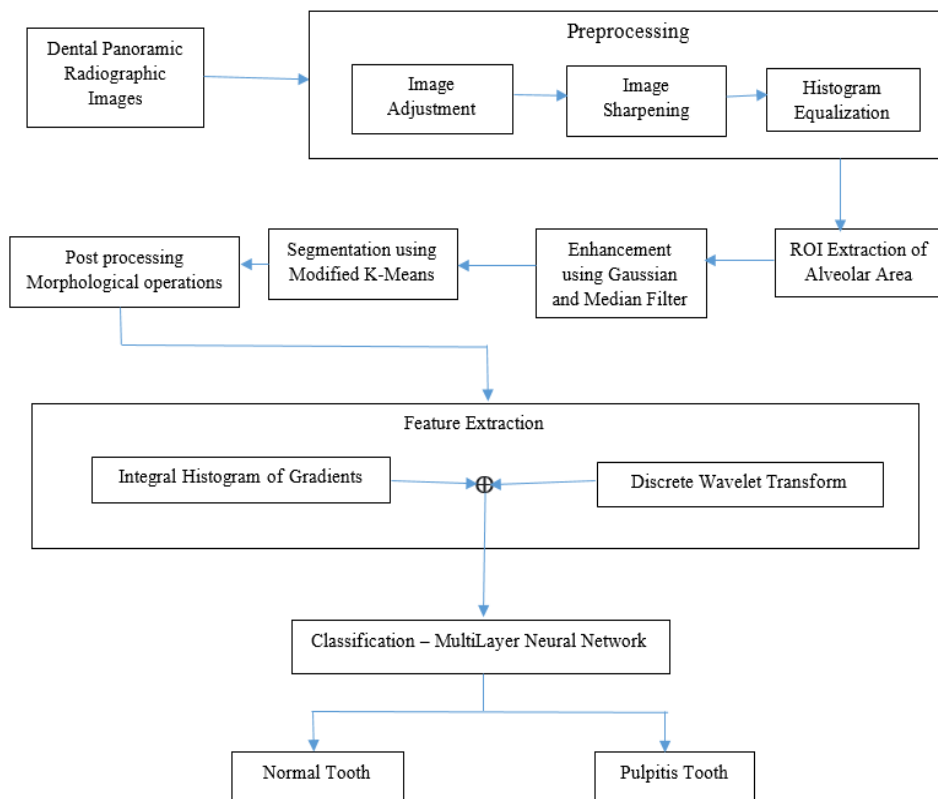 Dental Panoramic
Radiographic
Images
Preprocessing
Image
Adjustment
Image
Sharpening
Histogram
Equalization
ROI Extraction of
Alveolar Area
Enhancement
using Gaussian
and Median Filter
Segmentation using
Modified K-Means
Post processing
Morphological operations
Feature Extraction
Integral Histogram of Gradients
Discrete Wavelet Transform
Classification – MultiLayer Neural Network
Normal Tooth
Pulpitis Tooth